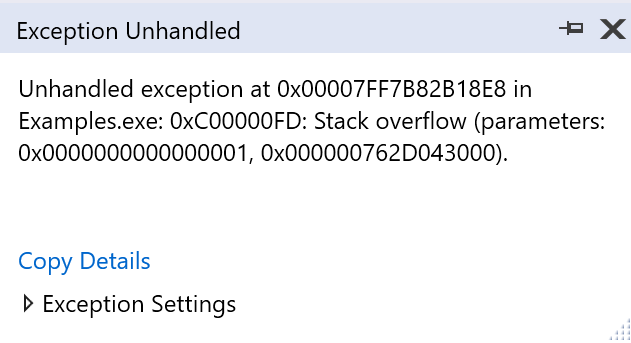 Exception Unhandled
Unhandled exception at 0x00007FF7B82B18E8 in
Examples.exe: 0xC00000FD: Stack overflow (parameters:
0x0000000000000001, 0x000000762D043000).
Copy Details
Exception Settings